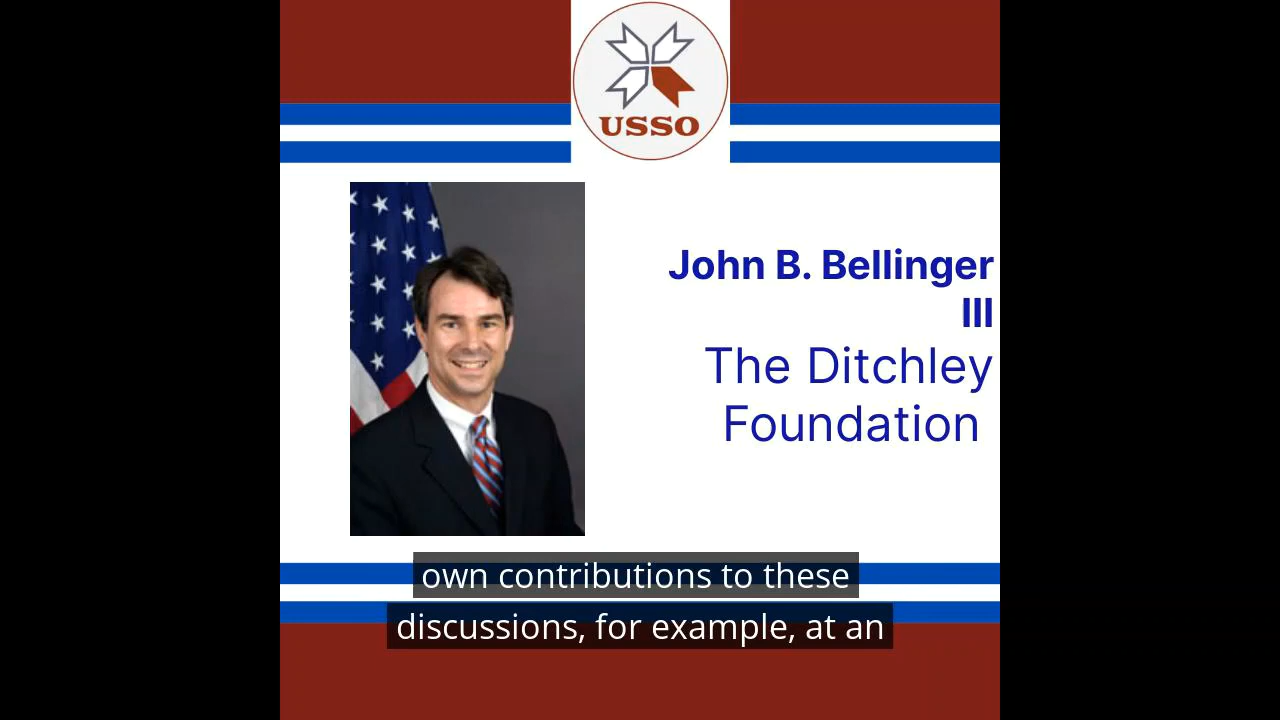 USSO
John B. Bellinger
III
The Ditchley
Foundation
own contributions to these
discussions, for example, at an